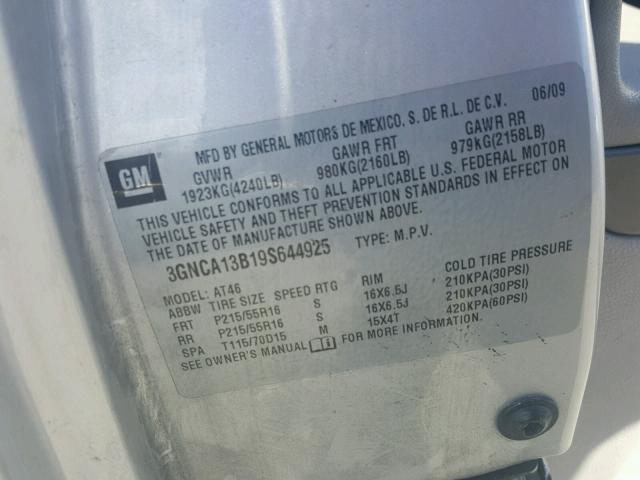 GM
MFD BY GENERAL MOTORS DE MEXICO. S. DE R.L. DE C.V. 06/09
GVWR GAWR FRT GAWR RR
1923KG(4240LB) 980KG(2160LB) 979KG(2158LB)
THIS VEHICLE CONFORMS TO ALL APPLICABLE U.S. FEDERAL MOTOR
VEHICLE SAFETY AND THEFT PREVENTION STANDARDS IN EFFECT ON
THE DATE OF MANUFACTURE SHOWN ABOVE.
3GNCA13B19S644925 TYPE: M.P.V.
MODEL: AT46
ABBW TIRE SIZE SPEED RTG RIM COLD TIRE PRESSURE
FRT P215/55R16 S 16X6.5J 210KPA(30PSI)
RR P215/55R16 S 16X6.5J 210KPA(30PSI)
SPA T115/70D15 M 15X4T 420KPA(60PSI)
SEE OWNER'S MANUAL FOR MORE INFORMATION.